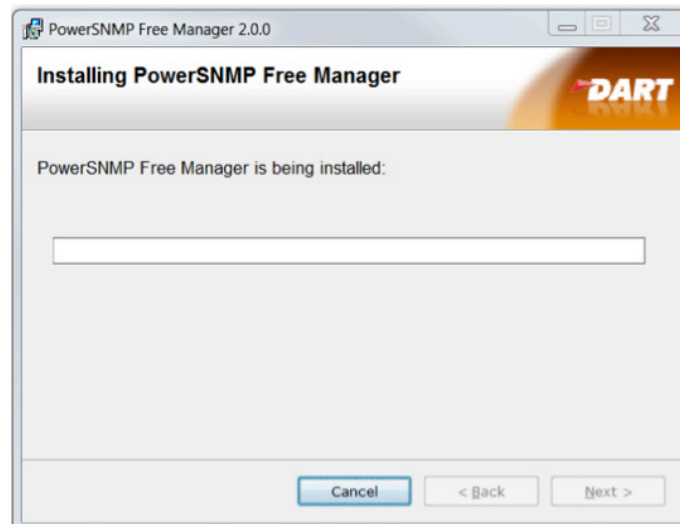 PowerSNMP Free Manager 2.0.0
Installing PowerSNMP Free Manager
DART
PowerSNMP Free Manager is being installed:
Cancel
< Back
Next >